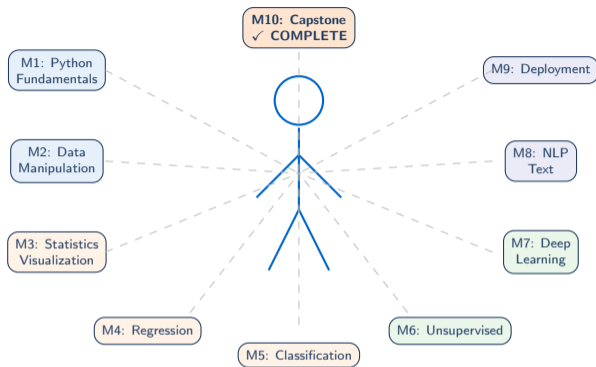 M10: Capstone
✓ COMPLETE
M1: Python
Fundamentals
M9: Deployment
M2: Data
Manipulation
M8: NLP
Text
M3: Statistics
Visualization
M7: Deep
Learning
M4: Regression
M6: Unsupervised
M5: Classification